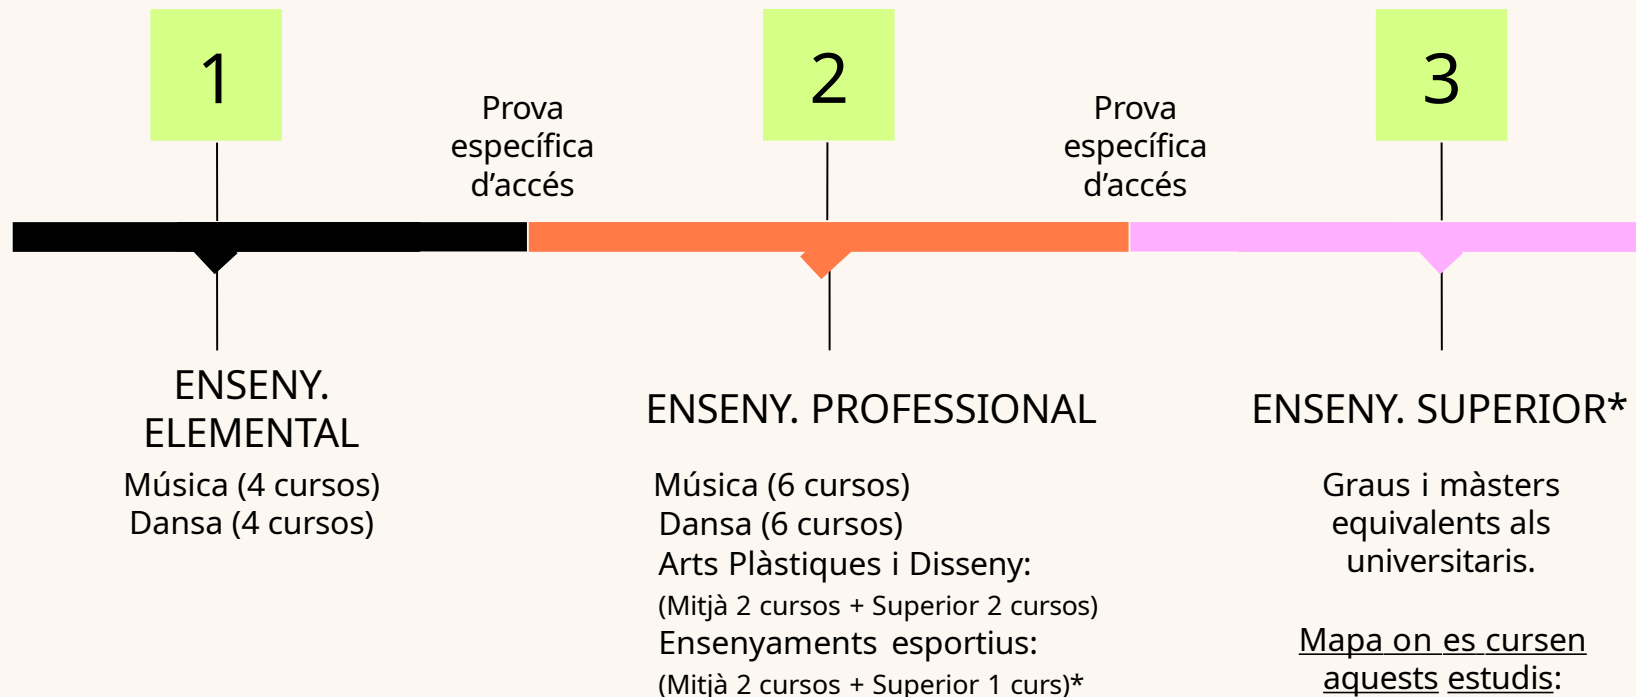 1
2
3
Prova
específica
d’accés
Prova
específica
d’accés
ENSENY.
ELEMENTAL
Música (4 cursos)
Dansa (4 cursos)
ENSENY. PROFESSIONAL
Música (6 cursos)
Dansa (6 cursos)
Arts Plàstiques i Disseny:
(Mitjà 2 cursos + Superior 2 cursos)
Ensenyaments esportius:
(Mitjà 2 cursos + Superior 1 curs)*
ENSENY. SUPERIOR*
Graus i màsters
equivalents als
universitaris.
Mapa on es cursen
aquests estudis: